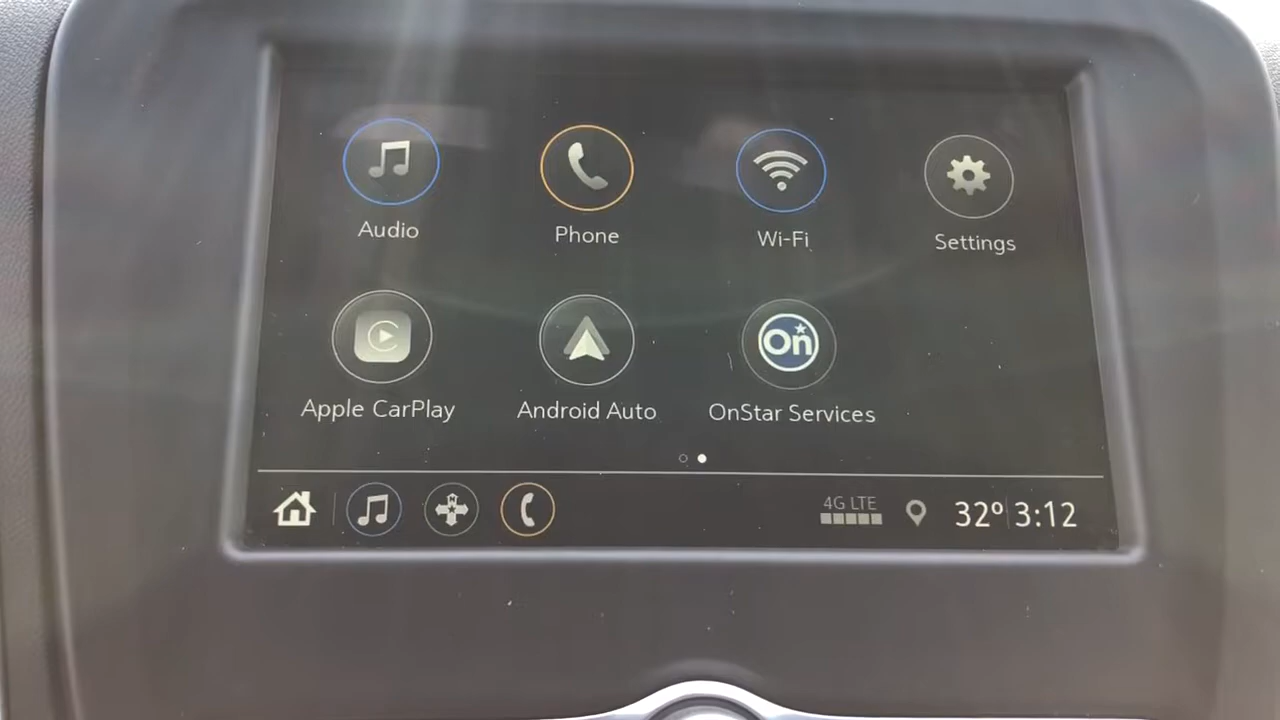 Audio
Phone
Wi-Fi
Settings
On
Apple CarPlay
Android Auto
OnStar Services
4G LTE
32° 3:12